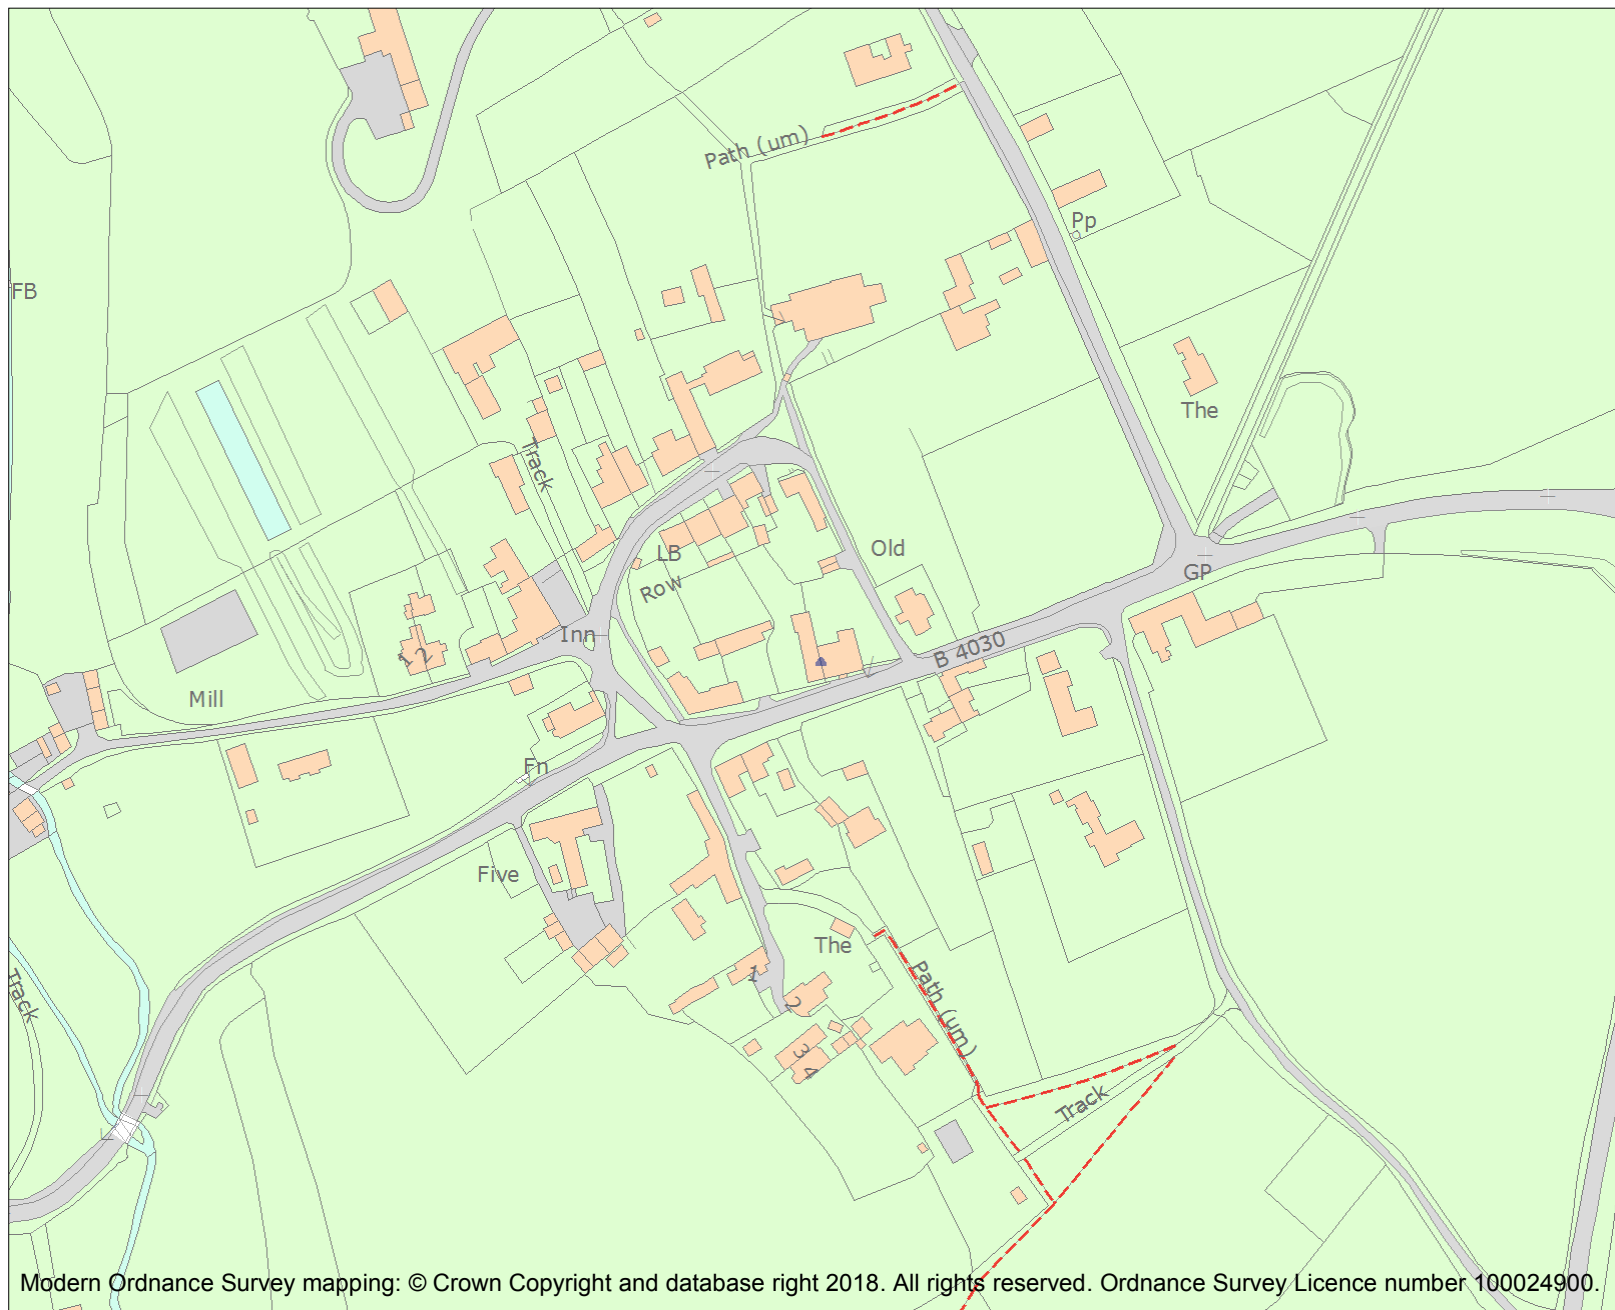 Path (um)
Pp
FB
The
Track
Old
LB
GP
Row
Inn
B 4030
1 2
Mill
Fn
Five
The
Track
1
Path (um)
2
3
4
Track
Modern Ordnance Survey mapping: © Crown Copyright and database right 2018. All rights reserved. Ordnance Survey Licence number 100024900.